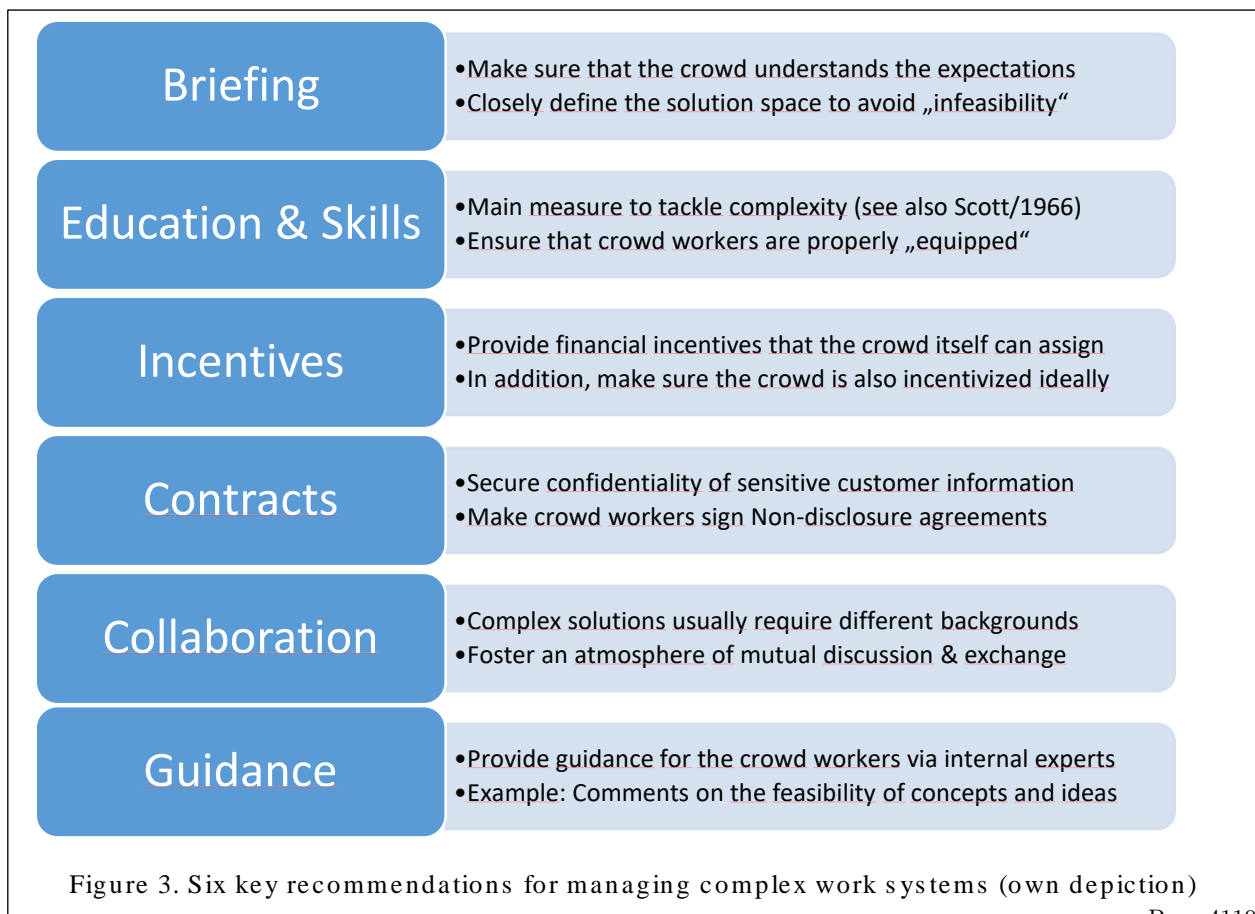 Briefing
•Make sure that the crowd understands the expectations
•Closely define the solution space to avoid „infeasibility“
Education & Skills
•Main measure to tackle complexity (see also Scott/1966)
•Ensure that crowd workers are properly „equipped“
Incentives
•Provide financial incentives that the crowd itself can assign
•In addition, make sure the crowd is also incentivized ideally
Contracts
•Secure confidentiality of sensitive customer information
•Make crowd workers sign Non-disclosure agreements
Collaboration
•Complex solutions usually require different backgrounds
•Foster an atmosphere of mutual discussion & exchange
Guidance
•Provide guidance for the crowd workers via internal experts
•Example: Comments on the feasibility of concepts and ideas
Figure 3. Six key recommendations for managing complex work systems (own depiction)